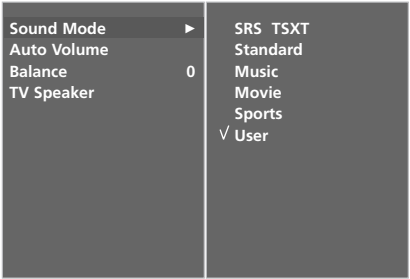 Sound Mode ►
Auto Volume
Balance 0
TV Speaker
SRS TSXT
Standard
Music
Movie
Sports
√ User